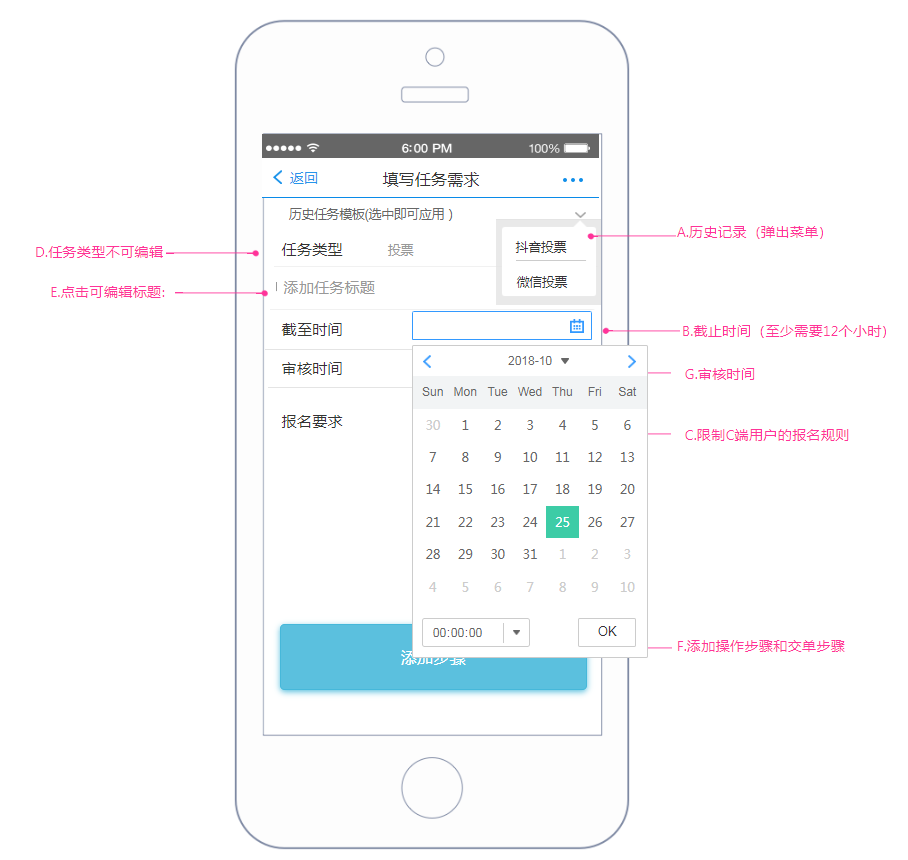 6:00 PM 100%
返回 填写任务需求
历史任务模板(选中即可应用 )
A.历史记录（弹出菜单）
D.任务类型不可编辑
任务类型 投票
抖音投票
微信投票
E.点击可编辑标题:
添加任务标题
截至时间
B.截止时间（至少需要12个小时）
审核时间
G.审核时间
2018-10
Sun Mon Tue Wed Thu Fri Sat
30 1 2 3 4 5 6
报名要求
C.限制C端用户的报名规则
7 8 9 10 11 12 13
14 15 16 17 18 19 20
21 22 23 24 25 26 27
28 29 30 31 1 2 3
4 5 6 7 8 9 10
00:00:00 OK
F.添加操作步骤和交单步骤
添加步骤